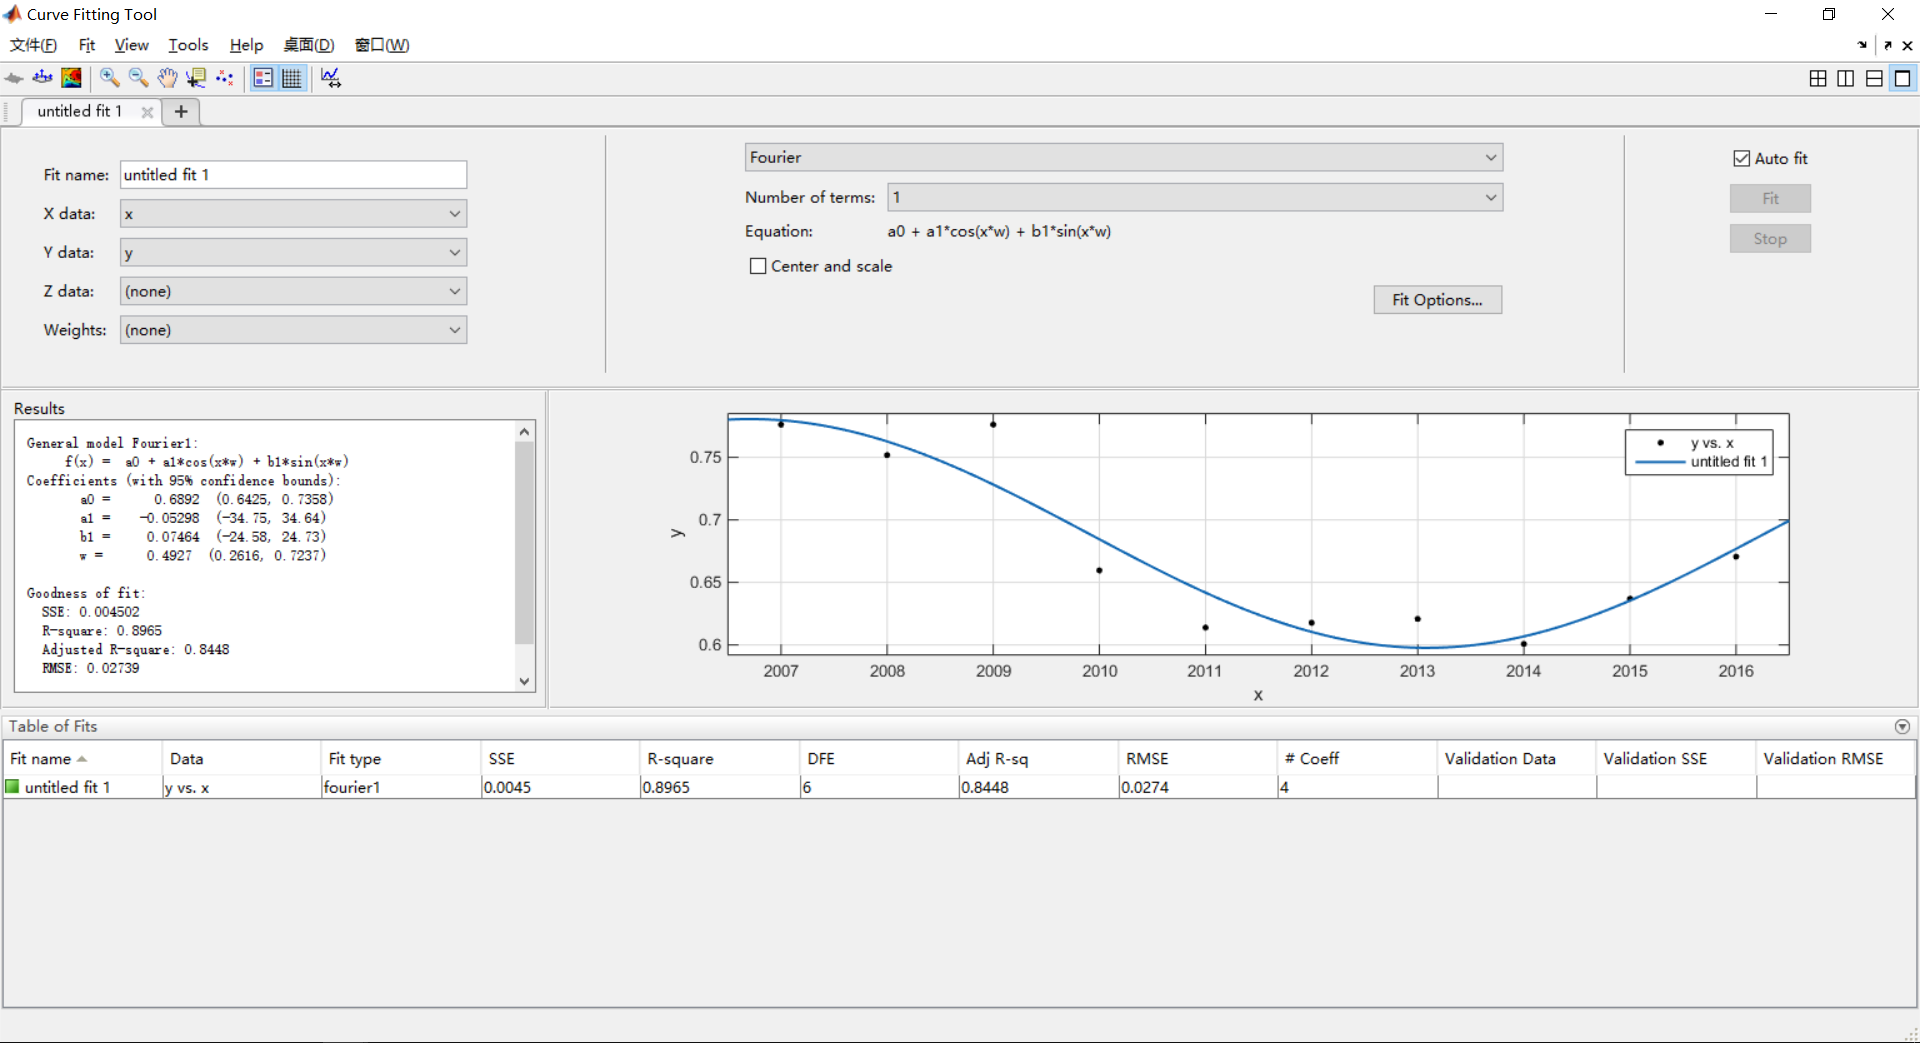 Curve Fitting Tool
文件(F) Fit View Tools Help 桌面(D) 窗口(W)
untitled fit 1
Fit name: untitled fit 1
X data: x
Y data: y
Z data: (none)
Weights: (none)
Fourier
Number of terms: 1
Equation: a0 + a1*cos(x*w) + b1*sin(x*w)
Center and scale
Fit Options...
Auto fit
Fit
Stop
Results
General model Fourier1:
f(x) = a0 + a1*cos(x*w) + b1*sin(x*w)
Coefficients (with 95% confidence bounds):
a0 = 0.6892 (0.6425, 0.7358)
a1 = -0.05298 (-34.75, 34.64)
b1 = 0.07464 (-24.58, 24.73)
w = 0.4927 (0.2616, 0.7237)
Goodness of fit:
SSE: 0.004502
R-square: 0.8965
Adjusted R-square: 0.8448
RMSE: 0.02739
y vs. x
untitled fit 1
0.75
0.7
0.65
0.6
y
2007 2008 2009 2010 2011 2012 2013 2014 2015 2016
x
Table of Fits
Fit name Data Fit type SSE R-square DFE Adj R-sq RMSE # Coeff Validation Data Validation SSE Validation RMSE
untitled fit 1 y vs. x fourier1 0.0045 0.8965 6 0.8448 0.0274 4